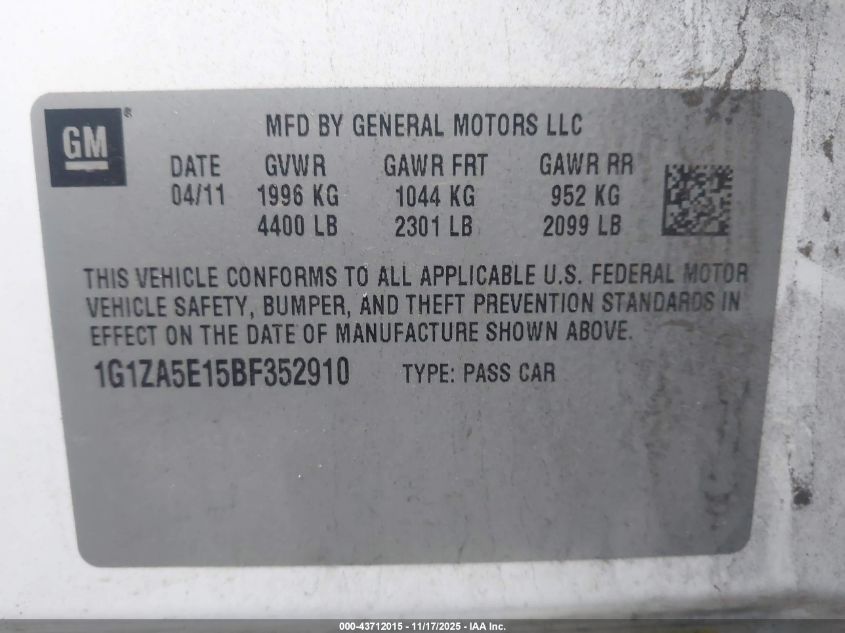 GM®
MFD BY GENERAL MOTORS LLC
DATE GVWR GAWR FRT GAWR RR
04/11 1996 KG 1044 KG 952 KG
4400 LB 2301 LB 2099 LB
THIS VEHICLE CONFORMS TO ALL APPLICABLE U.S. FEDERAL MOTOR
VEHICLE SAFETY, BUMPER, AND THEFT PREVENTION STANDARDS IN
EFFECT ON THE DATE OF MANUFACTURE SHOWN ABOVE.
1G1ZA5E15BF352910 TYPE: PASS CAR
000-43712015 - 11/17/2025 - IAA Inc.